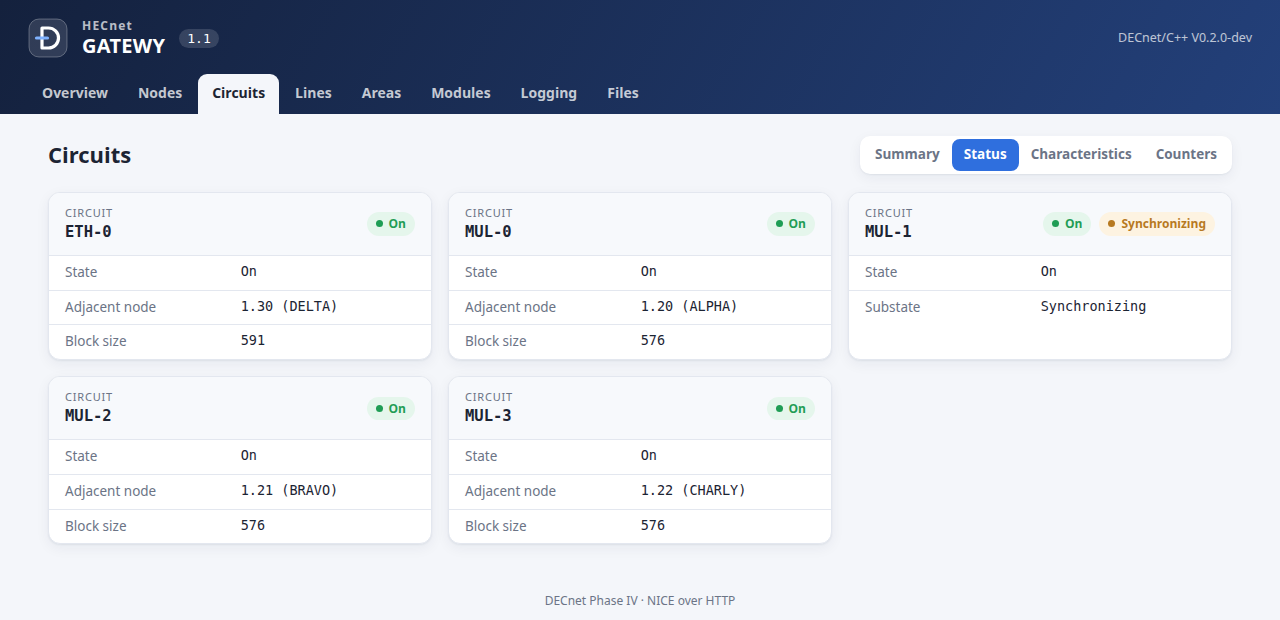 HECnet
GATEWY 1.1
DECnet/C++ V0.2.0-dev
Overview Nodes Circuits Lines Areas Modules Logging Files
Circuits
Summary Status Characteristics Counters
CIRCUIT
ETH-0
On
State On
Adjacent node 1.30 (DELTA)
Block size 591
CIRCUIT
MUL-0
On
State On
Adjacent node 1.20 (ALPHA)
Block size 576
CIRCUIT
MUL-1
On Synchronizing
State On
Substate Synchronizing
CIRCUIT
MUL-2
On
State On
Adjacent node 1.21 (BRAVO)
Block size 576
CIRCUIT
MUL-3
On
State On
Adjacent node 1.22 (CHARLY)
Block size 576
DECnet Phase IV · NICE over HTTP